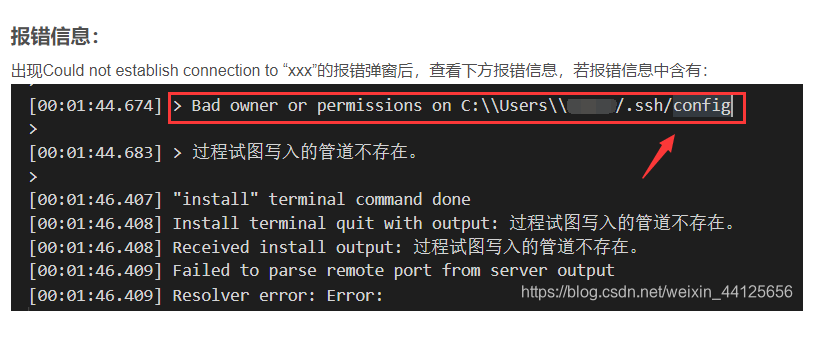 报错信息：
出现Could not establish connection to “xxx”的报错弹窗后，查看下方报错信息，若报错信息中含有：
[00:01:44.674] > Bad owner or permissions on C:\\Users\\ /.ssh/config
>
[00:01:44.683] > 过程试图写入的管道不存在。
>
[00:01:46.407] "install" terminal command done
[00:01:46.408] Install terminal quit with output: 过程试图写入的管道不存在。
[00:01:46.408] Received install output: 过程试图写入的管道不存在。
[00:01:46.409] Failed to parse remote port from server output
[00:01:46.409] Resolver error: Error:
https://blog.csdn.net/weixin_44125656